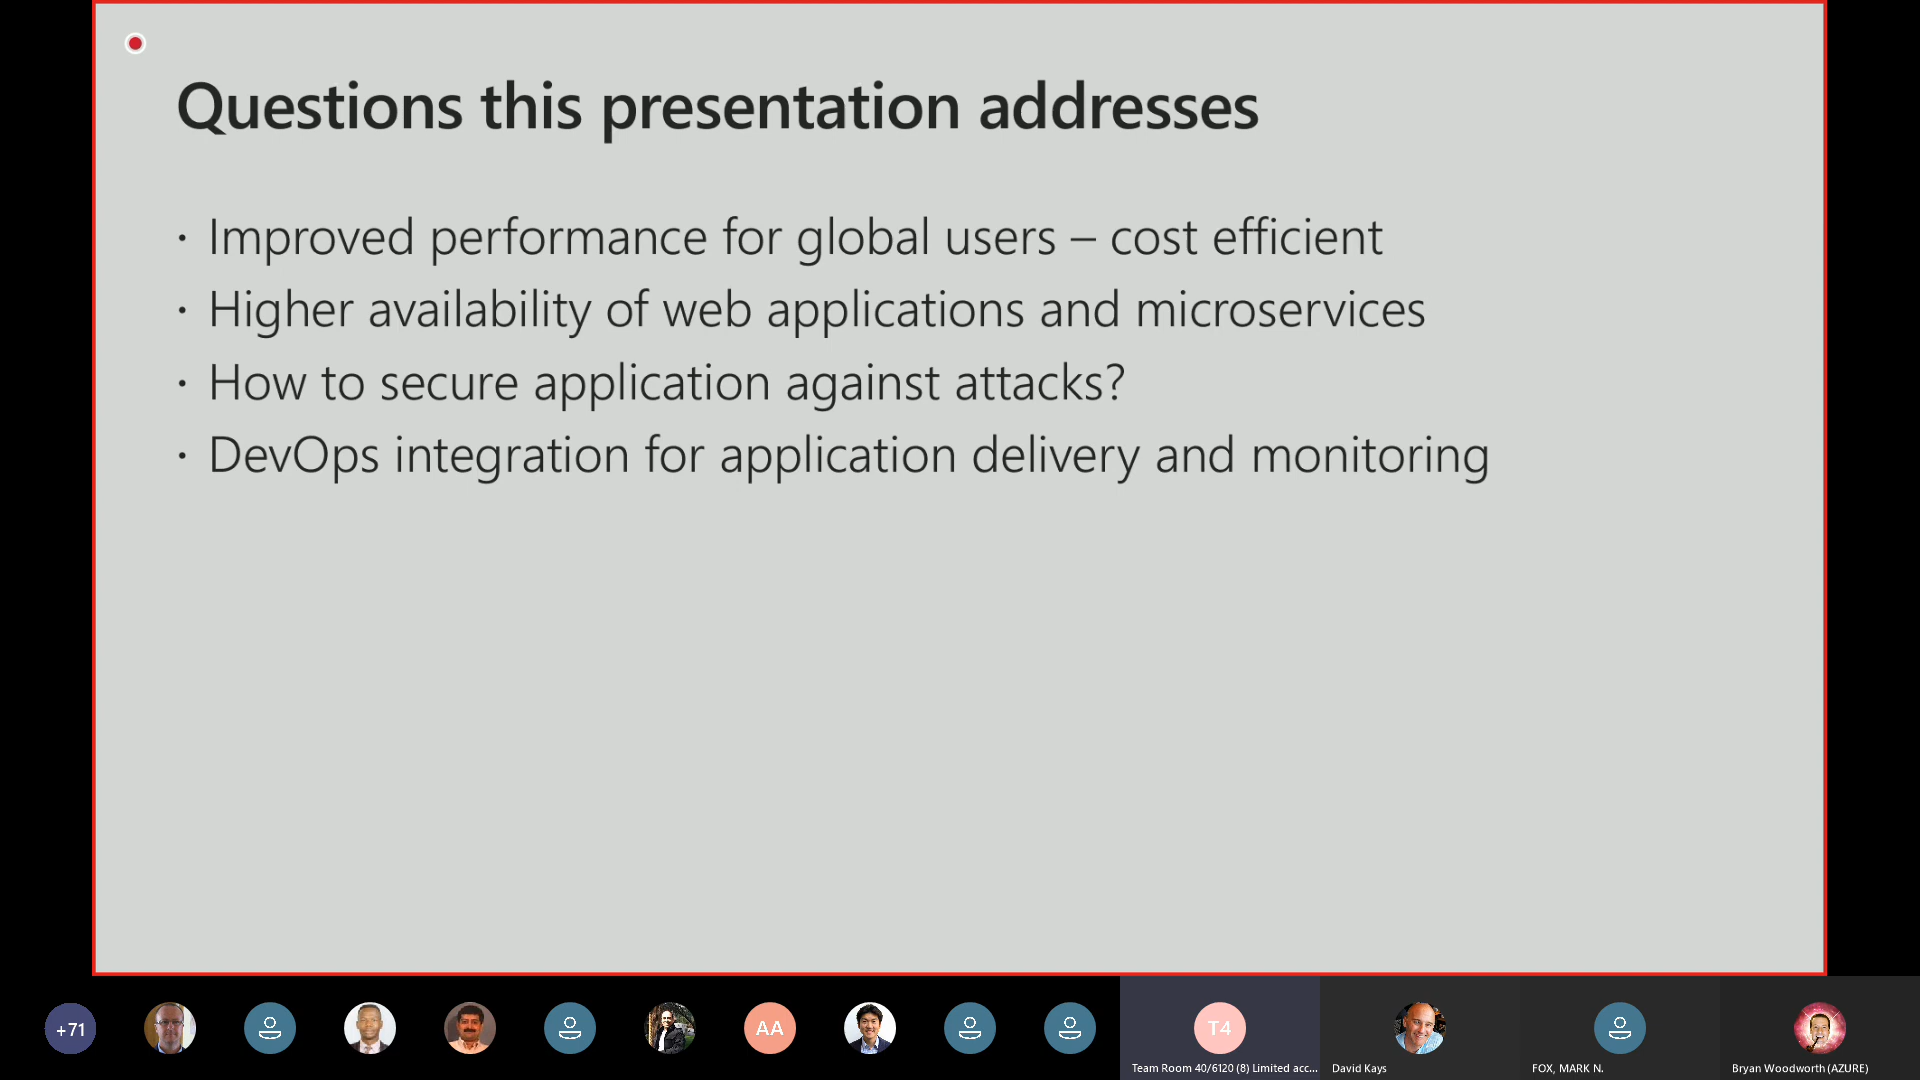 Questions this presentation addresses
• Improved performance for global users – cost efficient
• Higher availability of web applications and microservices
• How to secure application against attacks?
• DevOps integration for application delivery and monitoring
+71
AA
T4
Team Room 40/6120 (8) Limited acc...
David Kays
FOX, MARK N.
Bryan Woodworth (AZURE)